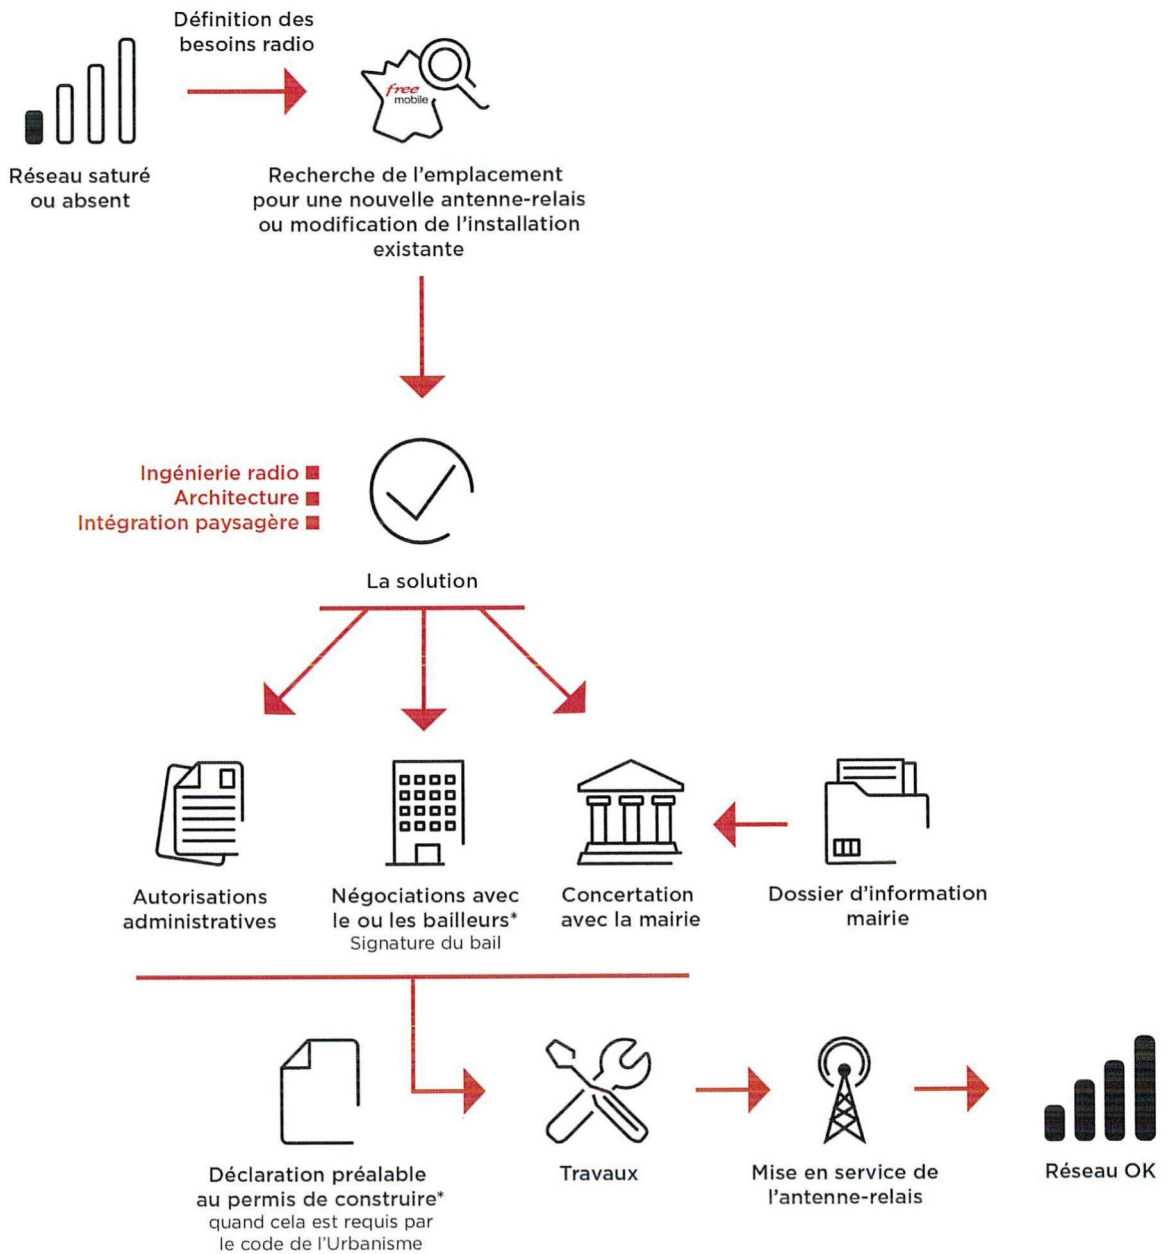 Définition des
besoins radio
free
mobile
Réseau saturé
ou absent
Recherche de l'emplacement
pour une nouvelle antenne-relais
ou modification de l'installation
existante
Ingénierie radio
Architecture
Intégration paysagère
La solution
Autorisations
administratives
Négociations avec
le ou les bailleurs*
Signature du bail
Concertation
avec la mairie
Dossier d'information
mairie
Déclaration préalable
au permis de construire*
quand cela est requis par
le code de l'Urbanisme
Travaux
Mise en service de
l'antenne-relais
Réseau OK